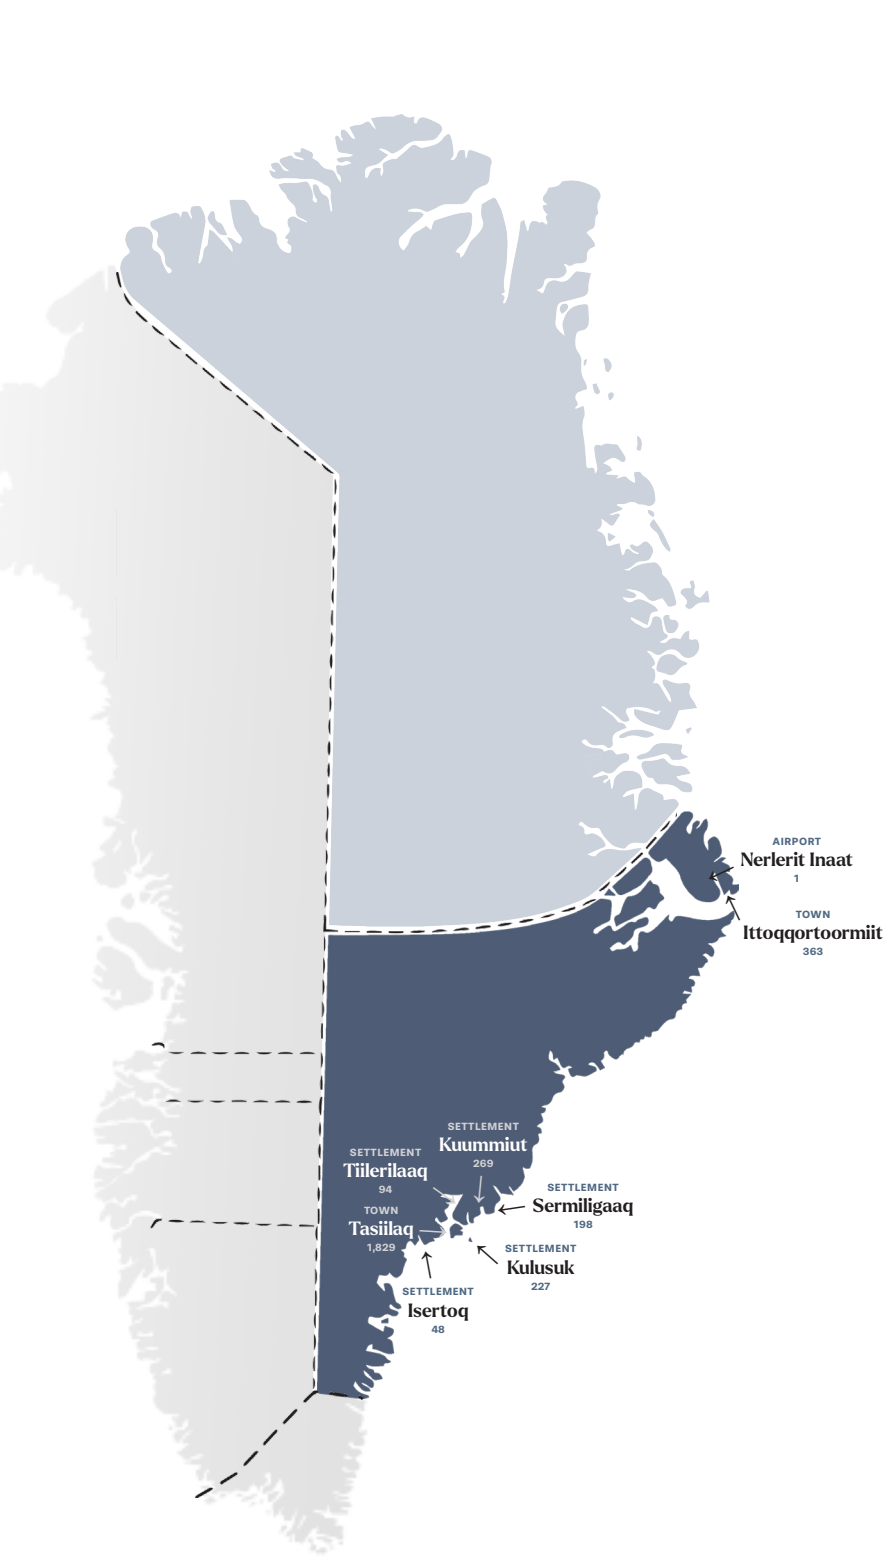 AIRPORT
Nerlerit Inaat
1
TOWN
Ittoqqortoormiit
363
SETTLEMENT
Kuummiut
269
SETTLEMENT
Tiilerilaaq
94
SETTLEMENT
Sermiligaaq
198
TOWN
Tasiilaq
1,829
SETTLEMENT
Kulusuk
227
SETTLEMENT
Isertoq
48